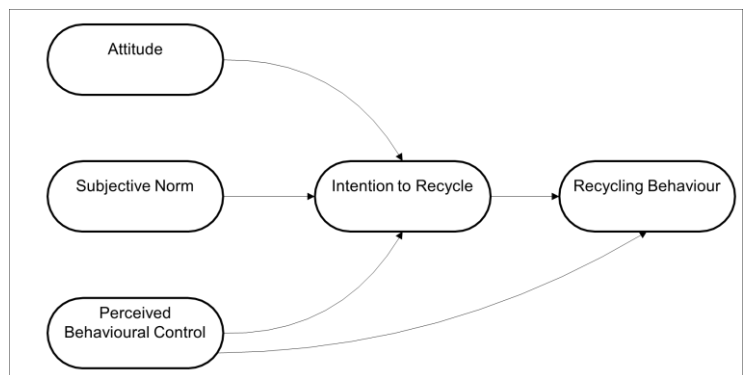 Attitude
Subjective Norm
Intention to Recycle
Recycling Behaviour
Perceived
Behavioural Control